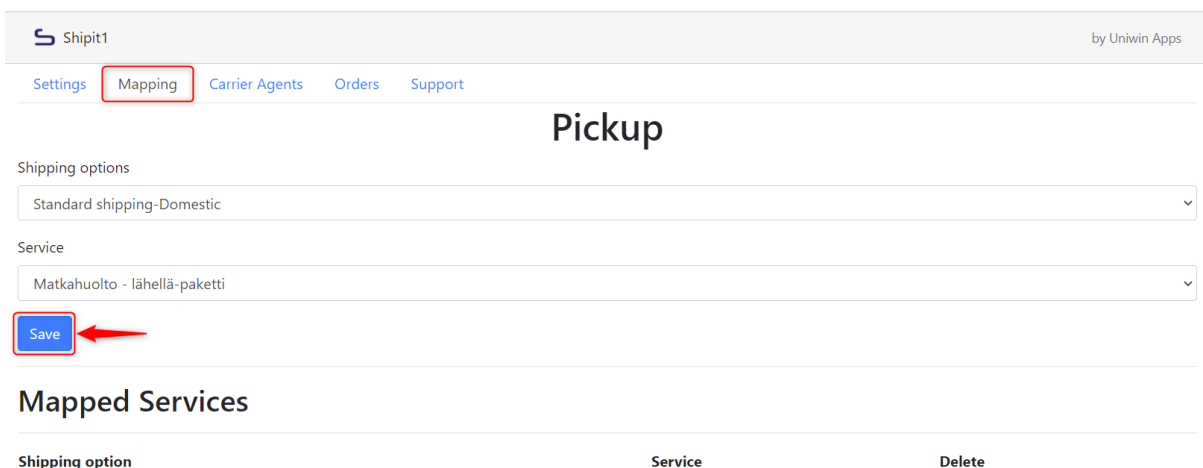 Shipit1 by Uniwin Apps
Settings Mapping Carrier Agents Orders Support
Pickup
Shipping options
Standard shipping-Domestic
Service
Matkahuolto - lähellä-paketti
Save
Mapped Services
Shipping option Service Delete